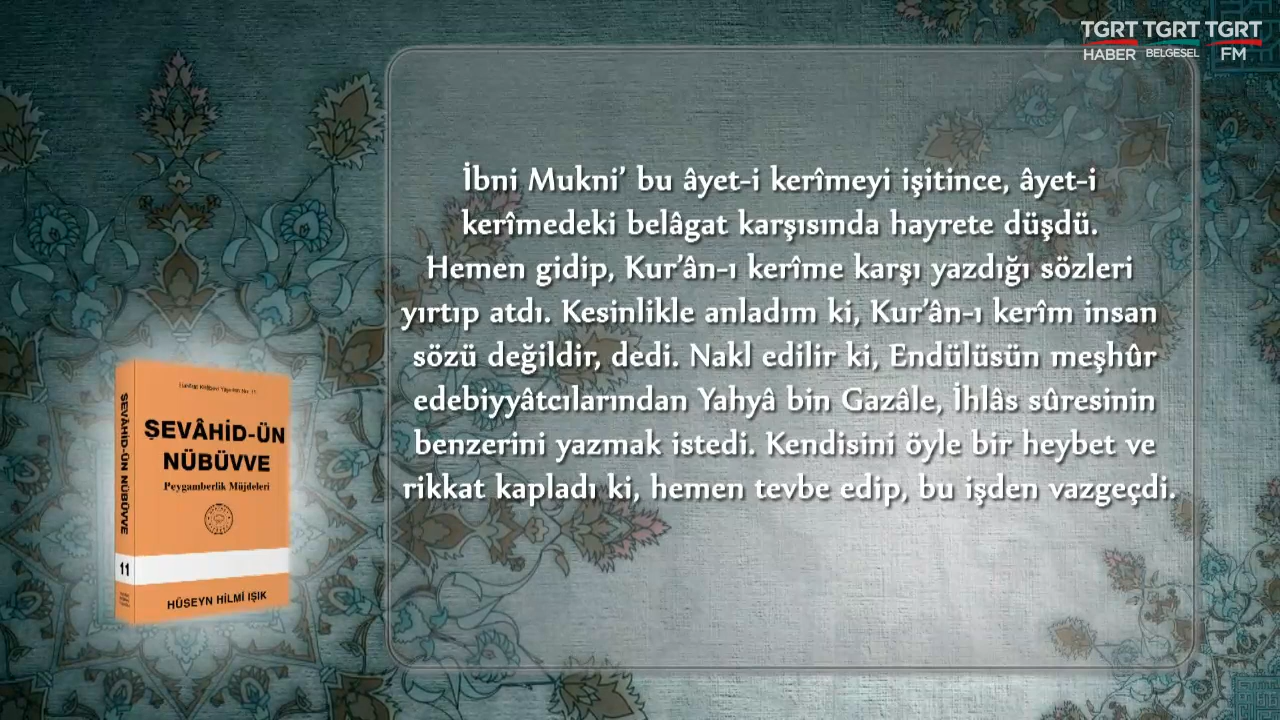 TGRT TGRT TGRT
HABER BELGESEL FM
İbni Mukni’ bu âyet-i kerîmeyi işitince, âyet-i
kerîmedeki belâgat karşısında hayrete düşdü.
Hemen gidip, Kur’ân-ı kerîme karşı yazdığı sözleri
yırtıp atdı. Kesinlikle anladım ki, Kur’ân-ı kerîm insan
sözü değildir, dedi. Nakl edilir ki, Endülüsün meşhûr
edebiyyâtcılarından Yahyâ bin Gazâle, İhlâs sûresinin
benzerini yazmak istedi. Kendisini öyle bir heybet ve
rikkat kapladı ki, hemen tevbe edip, bu işden vazgeçdi.
ŞEVÂHİD-ÜN NÜBÜVVE
11
ŞEVÂHİD-ÜN
NÜBÜVVE
Peygamberlik Müjdeleri
HÜSEYN HİLMİ IŞIK